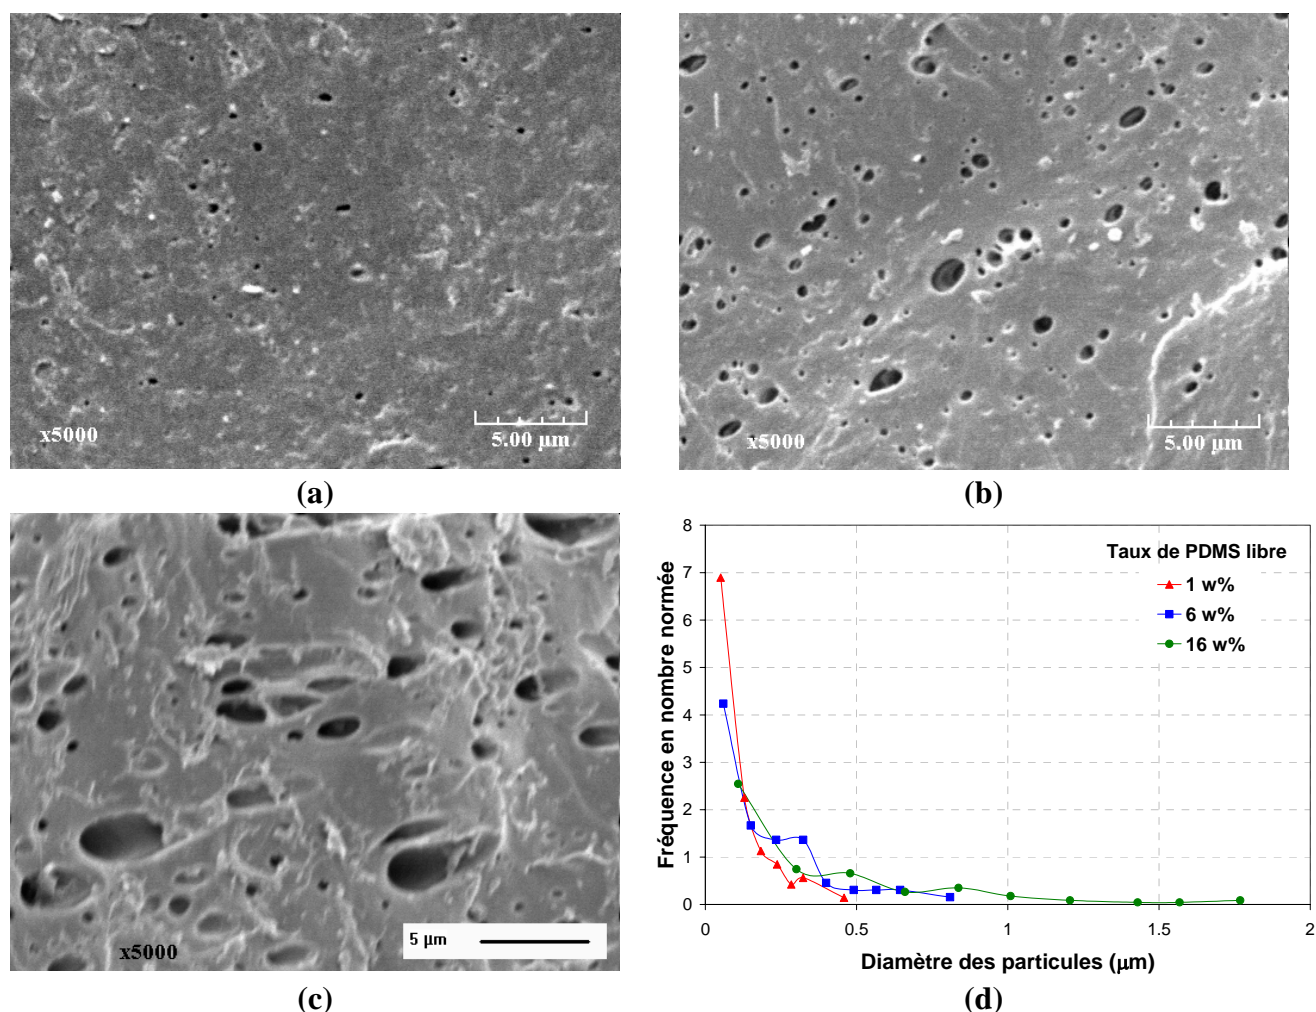 x5000
5.00 µm
(a)
x5000
5.00 µm
(b)
x5000
5 µm
(c)
8
7
6
5
4
3
2
1
0
Fréquence en nombre normée
Taux de PDMS libre
1 w%
6 w%
16 w%
0
0.5
1
1.5
2
Diamètre des particules (µm)
(d)